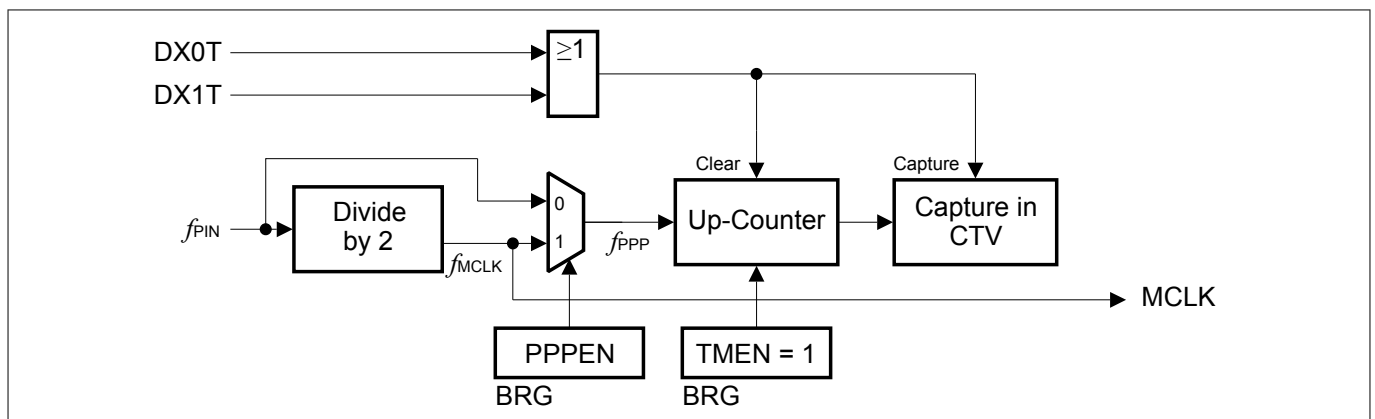 DX0T
≥1
DX1T
Clear
Capture
fPIN
Divide
by 2
0
1
fMCLK
fPPP
Up-Counter
Capture in
CTV
MCLK
PPPEN
BRG
TMEN = 1
BRG